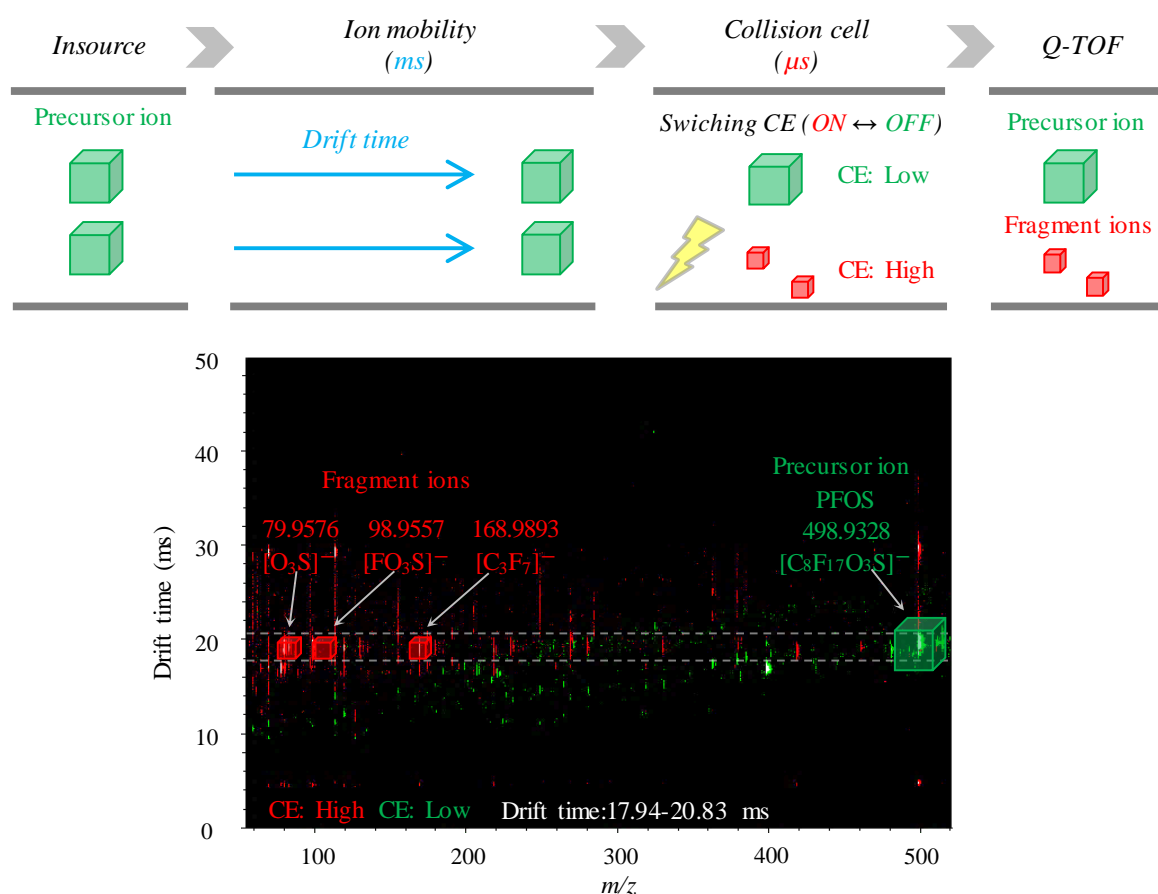 Insource
Ion mobility
(ms)
Collision cell
(μs)
Q-TOF
Precursor ion
Drift time
Swiching CE (ON ↔ OFF)
CE: Low
CE: High
Precursor ion
Fragment ions
50
40
30
20
10
0
Drift time (ms)
Fragment ions
79.9576
[O₃S]⁻
98.9557
[FO₃S]⁻
168.9893
[C₃F₇]⁻
Precursor ion
PFOS
498.9328
[C₈F₁₇O₃S]⁻
CE: High CE: Low Drift time:17.94-20.83 ms
100 200 300 400 500
m/z